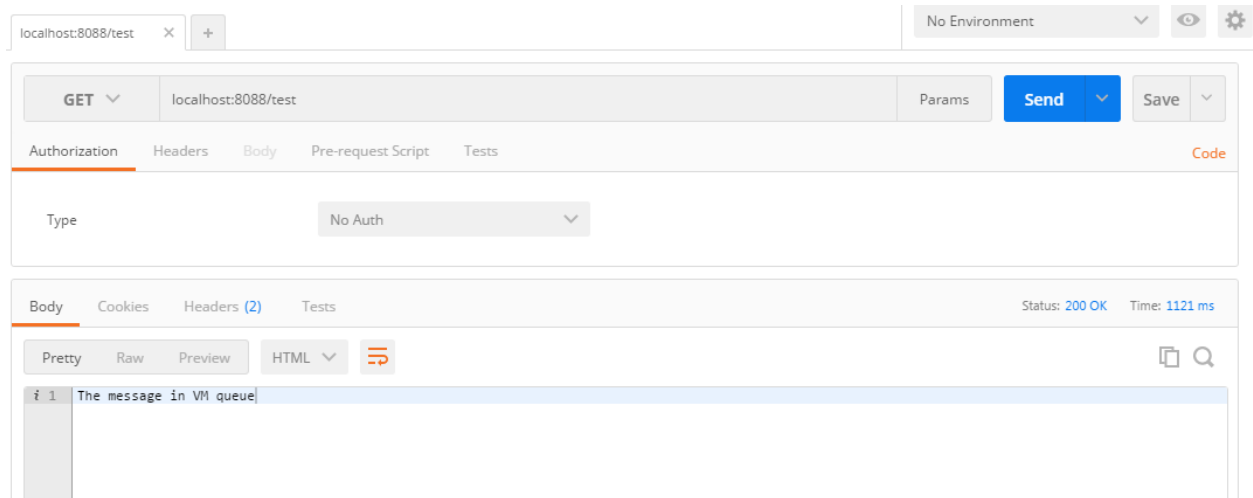 localhost:8088/test
No Environment
GET localhost:8088/test Params Send Save
Authorization Headers Body Pre-request Script Tests Code
Type No Auth
Body Cookies Headers (2) Tests Status: 200 OK Time: 1121 ms
Pretty Raw Preview HTML
i 1 The message in VM queue